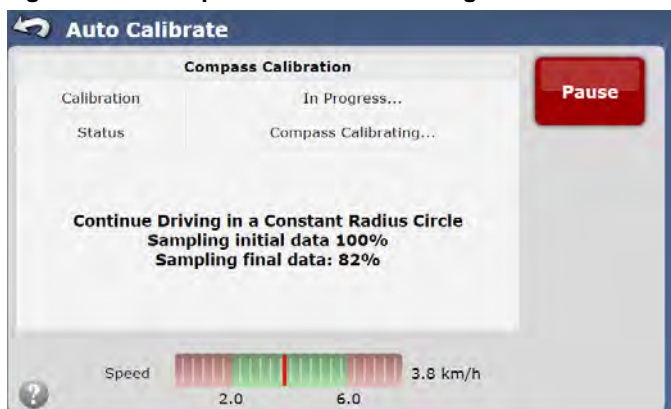 Auto Calibrate
Compass Calibration
Calibration In Progress...
Pause
Status Compass Calibrating...
Continue Driving in a Constant Radius Circle
Sampling initial data 100%
Sampling final data: 82%
Speed 3.8 km/h
2.0 6.0
?